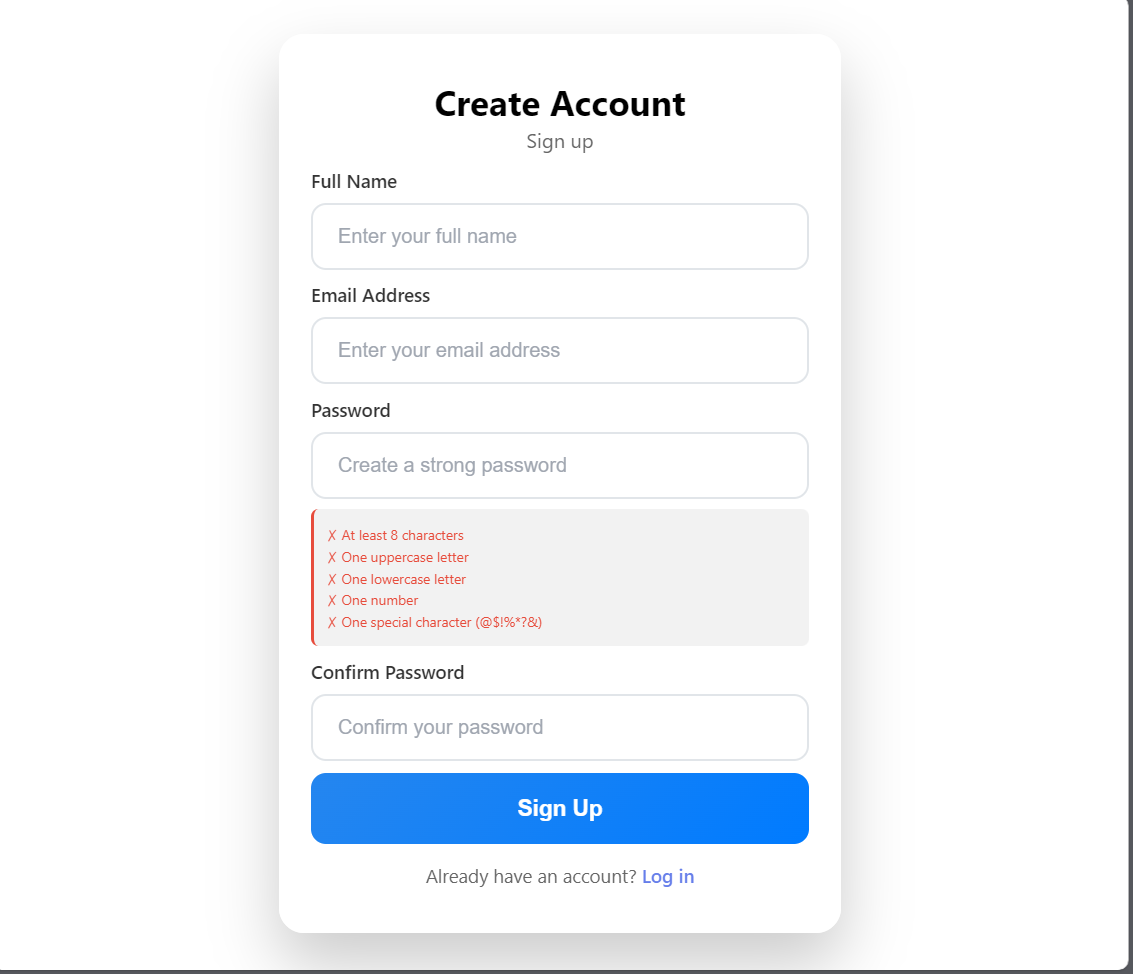 Create Account
Sign up
Full Name
Enter your full name
Email Address
Enter your email address
Password
Create a strong password
✗ At least 8 characters
✗ One uppercase letter
✗ One lowercase letter
✗ One number
✗ One special character (@$!%*?&)
Confirm Password
Confirm your password
Sign Up
Already have an account? Log in